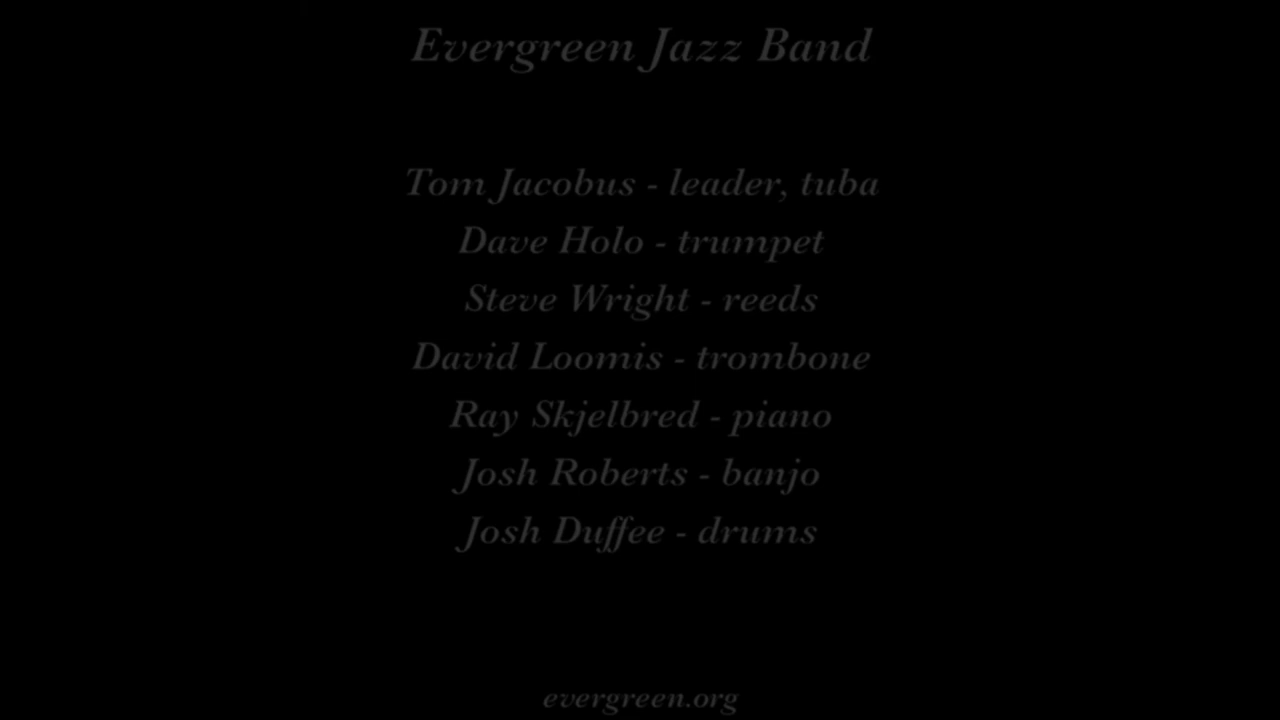 Evergreen Jazz Band
Tom Jacobus - leader, tuba
Dave Holo - trumpet
Steve Wright - reeds
David Loomis - trombone
Ray Skjelbred - piano
Josh Roberts - banjo
Josh Duffee - drums
evergreen.org